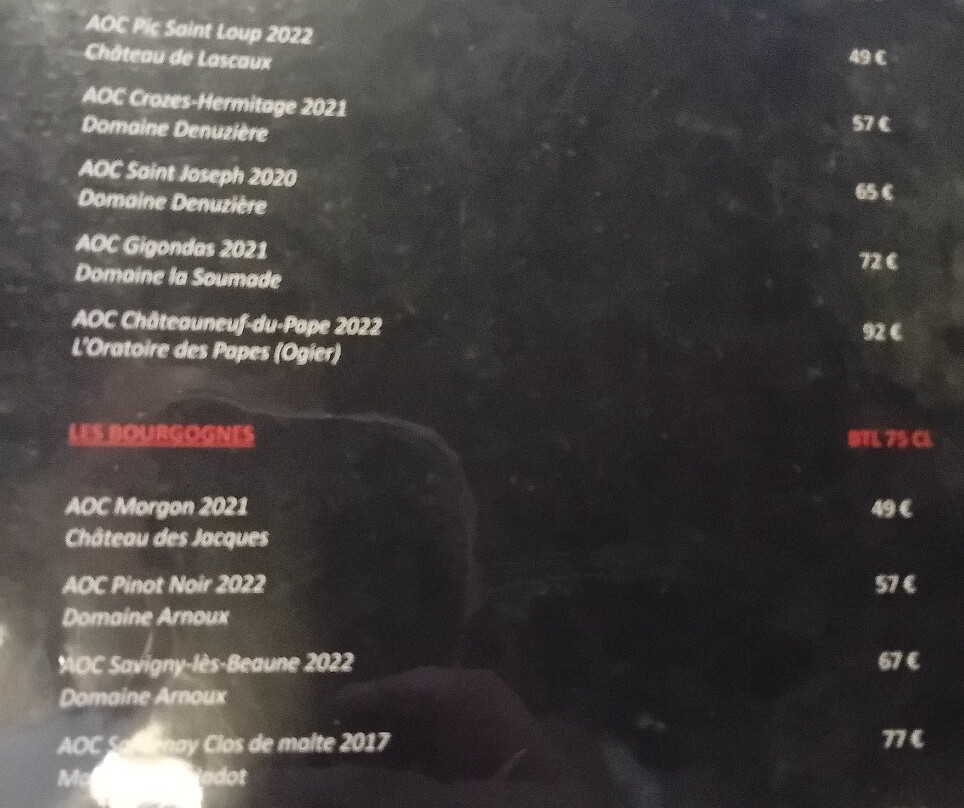 AOC Pic Saint Loup 2022
Château de Lascaux 49 €
AOC Crozes-Hermitage 2021
Domaine Denuzière 57 €
AOC Saint Joseph 2020
Domaine Denuzière 65 €
AOC Gigondas 2021
Domaine la Soumade 72 €
AOC Châteauneuf-du-Pape 2022 92 €
L'Oratoire des Papes (Ogier)
LES BOURGOGNES BTL 75 CL
AOC Morgon 2021 49 €
Château des Jacques
AOC Pinot Noir 2022 57 €
Domaine Arnoux
AOC Savigny-lès-Beaune 2022 67 €
Domaine Arnoux
AOC Clos de malte 2017 77 €